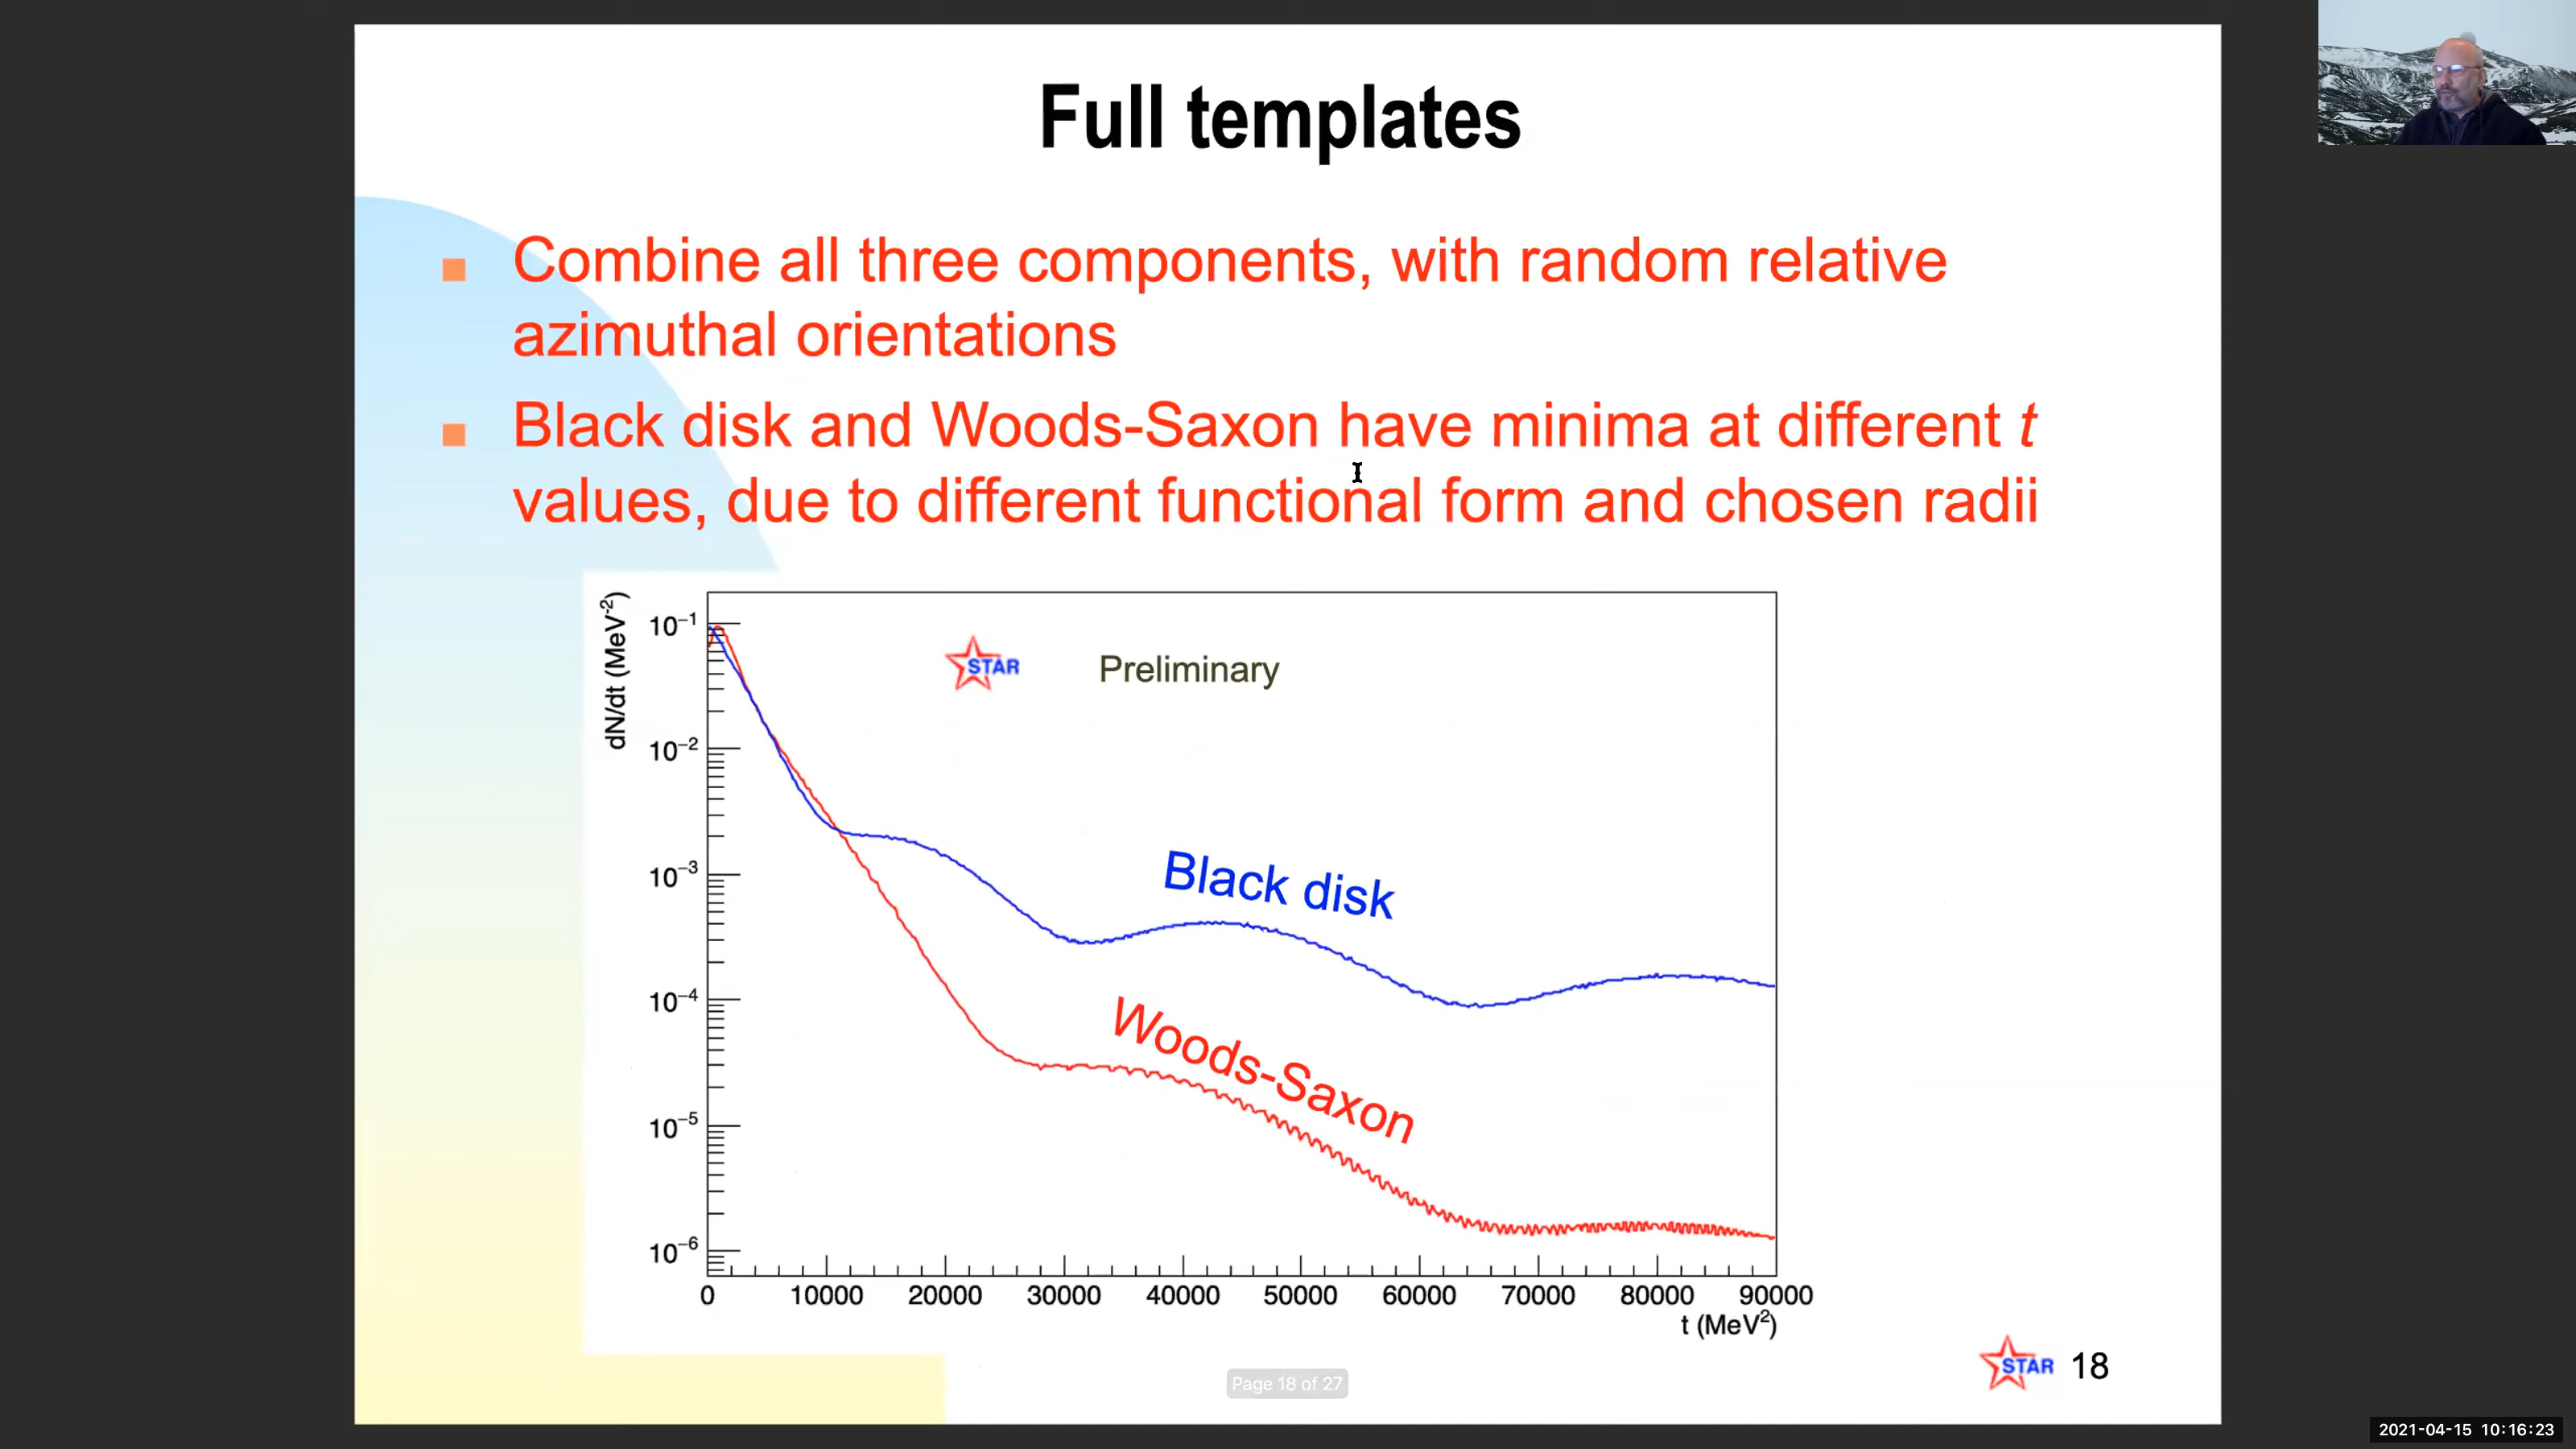 Full templates
Combine all three components, with random relative
azimuthal orientations
Black disk and Woods-Saxon have minima at different t
values, due to different functional form and chosen radii
dN/dt (MeV⁻²)
10⁻¹
10⁻²
10⁻³
10⁻⁴
10⁻⁵
10⁻⁶
STAR
Preliminary
Black disk
Woods-Saxon
0 10000 20000 30000 40000 50000 60000 70000 80000 90000
t (MeV²)
STAR 18
Page 18 of 27
2021-04-15 10:16:23